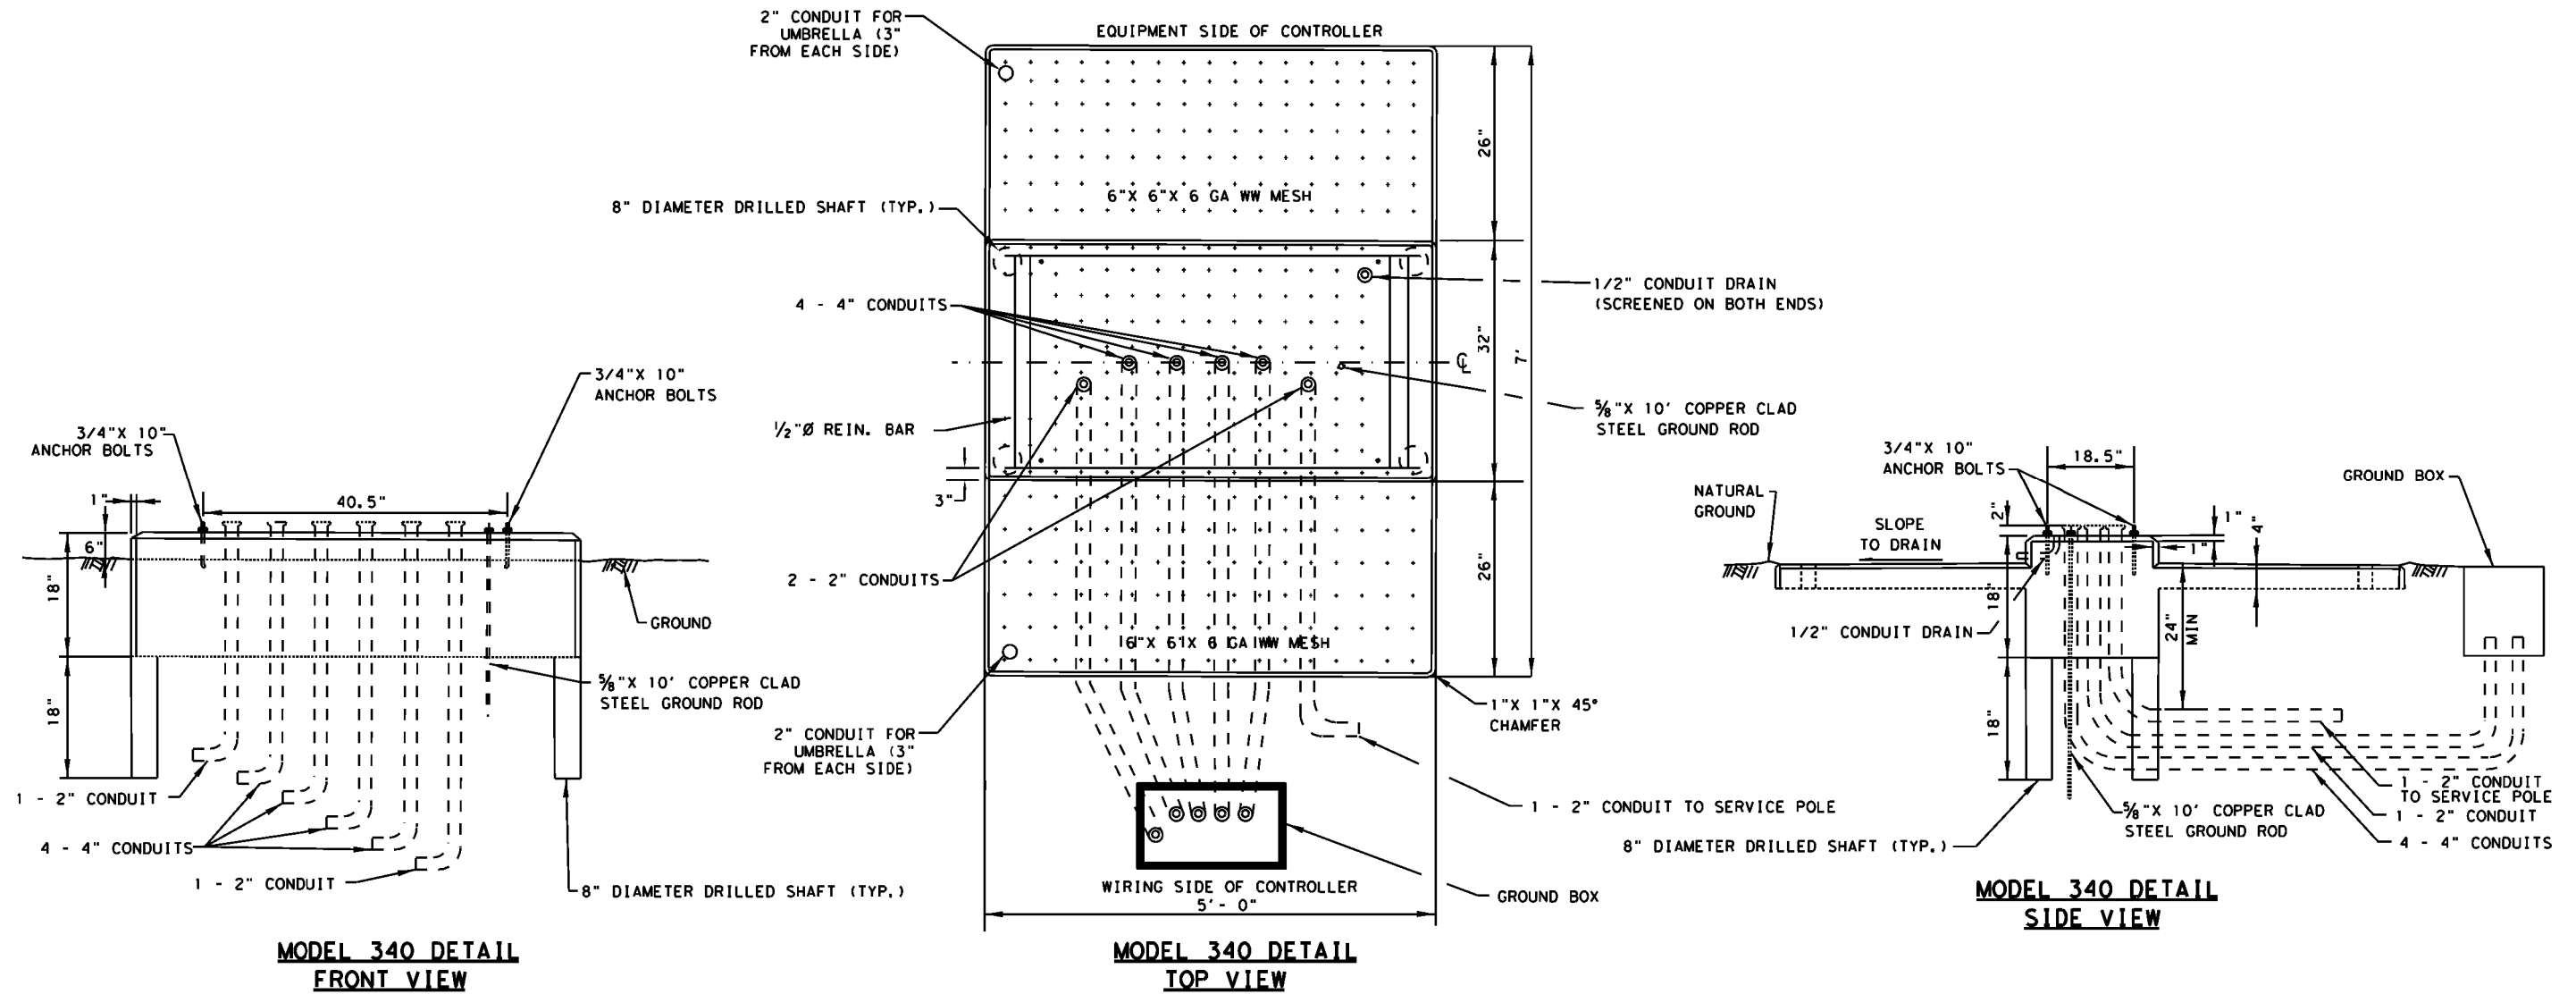 3/4"X 10"
ANCHOR BOLTS
3/4"X 10"
ANCHOR BOLTS
1"
40.5"
6"
18"
18"
GROUND
⅝"X 10' COPPER CLAD
STEEL GROUND ROD
1 - 2" CONDUIT
4 - 4" CONDUITS
1 - 2" CONDUIT
8" DIAMETER DRILLED SHAFT (TYP.)
MODEL 340 DETAIL
FRONT VIEW
2" CONDUIT FOR
UMBRELLA (3"
FROM EACH SIDE)
EQUIPMENT SIDE OF CONTROLLER
26"
6"X 6"X 6 GA WW MESH
8" DIAMETER DRILLED SHAFT (TYP.)
1/2" CONDUIT DRAIN
(SCREENED ON BOTH ENDS)
4 - 4" CONDUITS
32"
7'
℄
⅝"X 10' COPPER CLAD
STEEL GROUND ROD
½"Ø REIN. BAR
3"
2 - 2" CONDUITS
26"
6"X 6"X 6 GA WW MESH
2" CONDUIT FOR
UMBRELLA (3"
FROM EACH SIDE)
1"X 1"X 45°
CHAMFER
1 - 2" CONDUIT TO SERVICE POLE
WIRING SIDE OF CONTROLLER
5'- 0"
GROUND BOX
MODEL 340 DETAIL
TOP VIEW
3/4"X 10"
ANCHOR BOLTS
18.5"
GROUND BOX
NATURAL
GROUND
SLOPE
TO DRAIN
2"
1"
4"
1"
18"
24"
MIN
1/2" CONDUIT DRAIN
18"
1 - 2" CONDUIT
TO SERVICE POLE
1 - 2" CONDUIT
4 - 4" CONDUITS
⅝"X 10' COPPER CLAD
STEEL GROUND ROD
8" DIAMETER DRILLED SHAFT (TYP.)
MODEL 340 DETAIL
SIDE VIEW